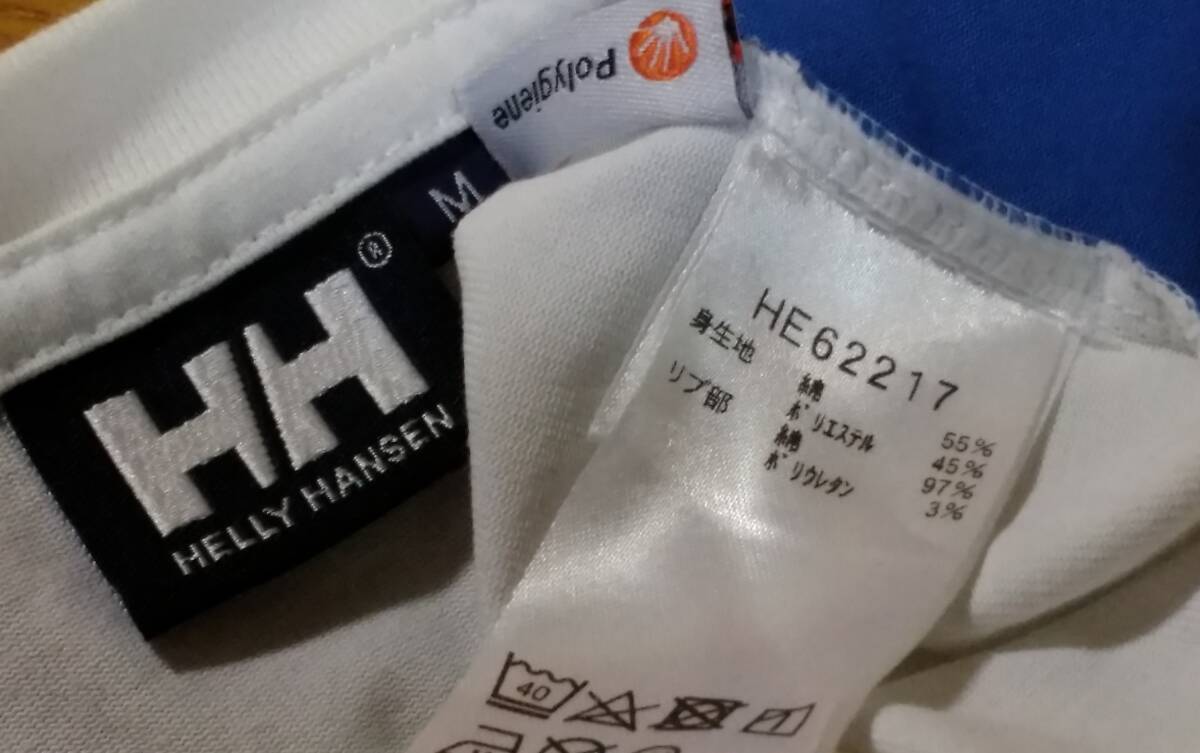 Polygiene
M
®
HH
HELLY HANSEN
HE62217
身生地 綿 55%
ポリエステル 45%
リブ部 綿 97%
ポリウレタン 3%
40